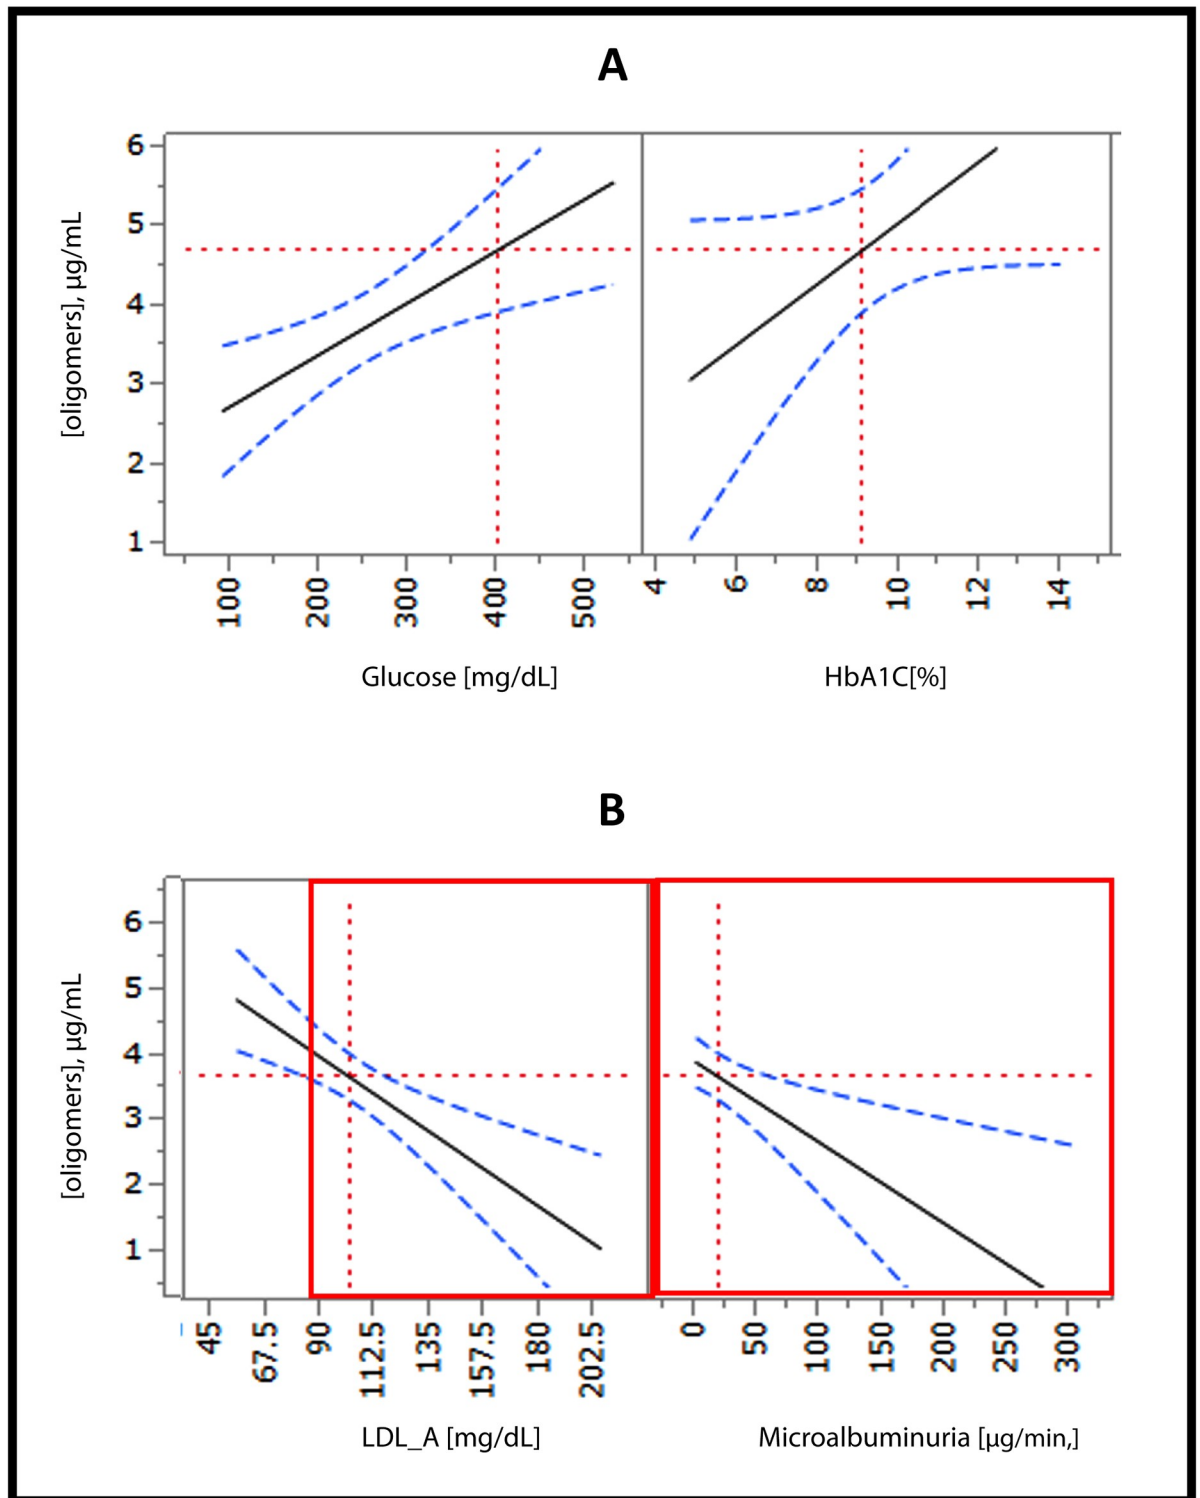 A
6
5
4
3
2
1
[oligomers], µg/mL
100 200 300 400 500 4 6 8 10 12 14
Glucose [mg/dL] HbA1C[%]
B
6
5
4
3
2
1
[oligomers], µg/mL
45 67.5 90 112.5 135 157.5 180 202.5 0 50 100 150 200 250 300
LDL_A [mg/dL] Microalbuminuria [µg/min,]